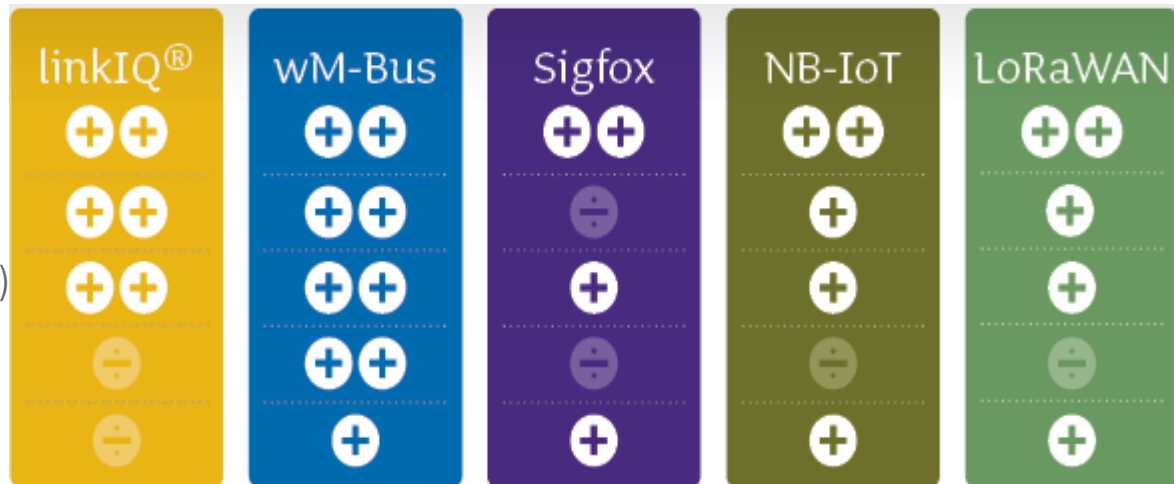 linkIQ® wM-Bus Sigfox NB-IoT LoRaWAN
++ ++ ++ ++ ++
++ ++ ÷ + +
) ++ ++ + + +
÷ ++ ÷ ÷ ÷
÷ + + + +